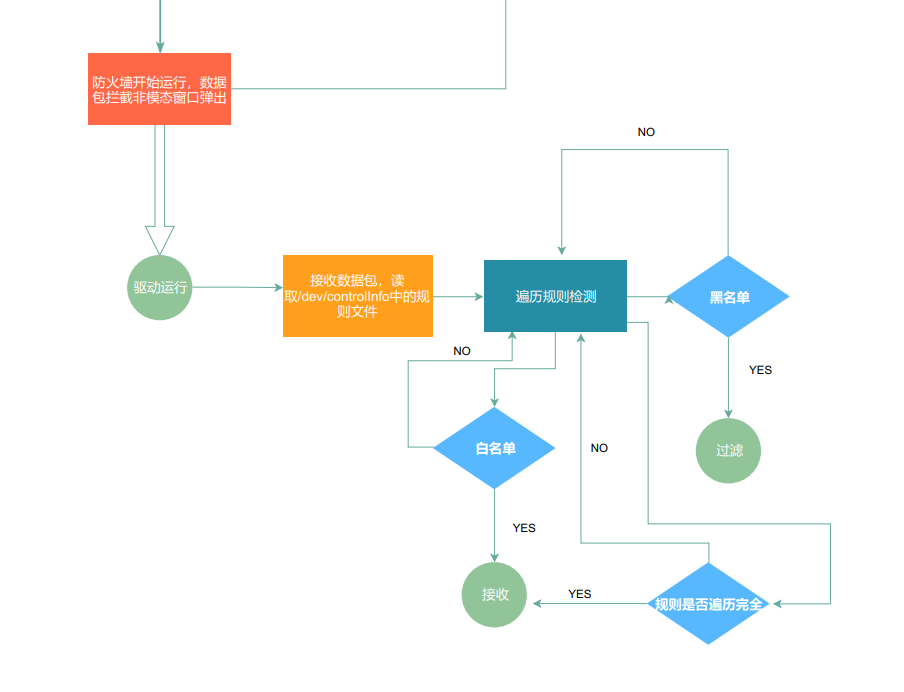 防火墙开始运行，数据
包拦截非模态窗口弹出
NO
驱动运行
接收数据包，读
取/dev/controlInfo中的规
则文件
遍历规则检测
黑名单
NO
YES
白名单
NO
过滤
YES
接收
YES
规则是否遍历完全